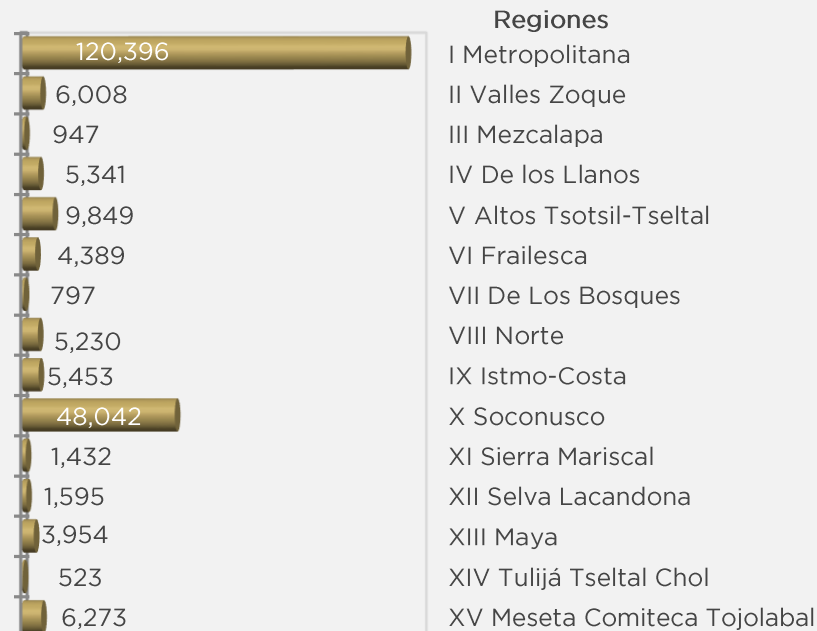 Regiones
120,396 I Metropolitana
6,008 II Valles Zoque
947 III Mezcalapa
5,341 IV De los Llanos
9,849 V Altos Tsotsil-Tseltal
4,389 VI Frailesca
797 VII De Los Bosques
5,230 VIII Norte
5,453 IX Istmo-Costa
48,042 X Soconusco
1,432 XI Sierra Mariscal
1,595 XII Selva Lacandona
3,954 XIII Maya
523 XIV Tulijá Tseltal Chol
6,273 XV Meseta Comiteca Tojolabal